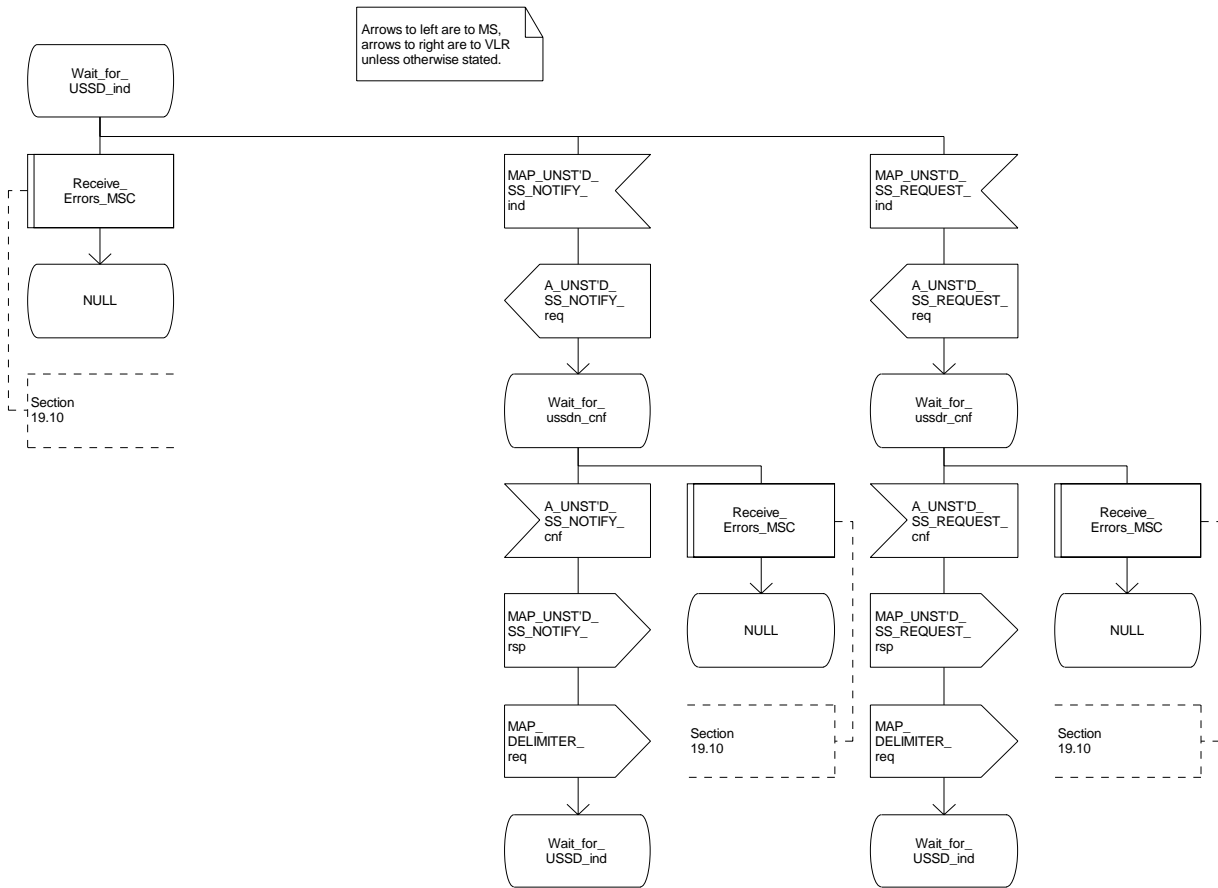 Arrows to left are to MS,
arrows to right are to VLR
unless otherwise stated.
Wait_for_
USSD_ind
Receive_
Errors_MSC
NULL
Section
19.10
MAP_UNST'D_
SS_NOTIFY_
ind
A_UNST'D_
SS_NOTIFY_
req
Wait_for_
ussdn_cnf
A_UNST'D_
SS_NOTIFY_
cnf
MAP_UNST'D_
SS_NOTIFY_
rsp
MAP_
DELIMITER_
req
Wait_for_
USSD_ind
Receive_
Errors_MSC
NULL
Section
19.10
MAP_UNST'D_
SS_REQUEST_
ind
A_UNST'D_
SS_REQUEST_
req
Wait_for_
ussdr_cnf
A_UNST'D_
SS_REQUEST_
cnf
MAP_UNST'D_
SS_REQUEST_
rsp
MAP_
DELIMITER_
req
Wait_for_
USSD_ind
Receive_
Errors_MSC
NULL
Section
19.10